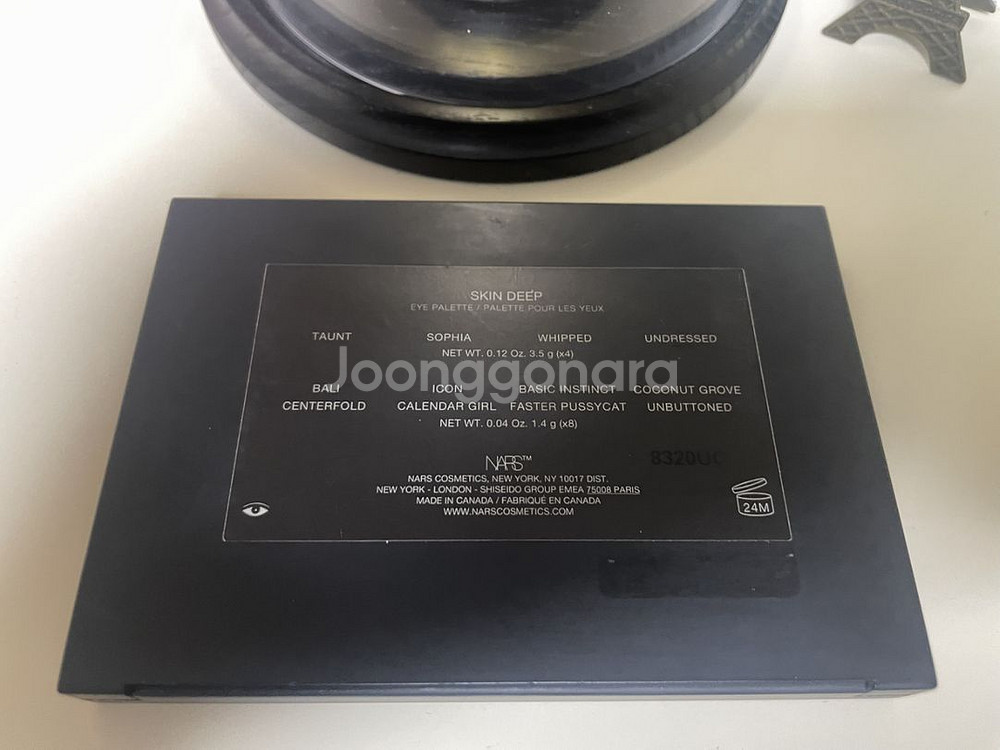 SKIN DEEP
EYE PALETTE / PALETTE POUR LES YEUX
TAUNT SOPHIA WHIPPED UNDRESSED
NET WT. 0.12 Oz. 3.5 g (x4)
Joonggonara
BALI ICON BASIC INSTINCT COCONUT GROVE
CENTERFOLD CALENDAR GIRL FASTER PUSSYCAT UNBUTTONED
NET WT. 0.04 Oz. 1.4 g (x8)
NARS™
8320UC
NARS COSMETICS, NEW YORK, NY 10017 DIST.
NEW YORK - LONDON - SHISEIDO GROUP EMEA 75008 PARIS
MADE IN CANADA / FABRIQUÉ EN CANADA
WWW.NARSCOSMETICS.COM
24M